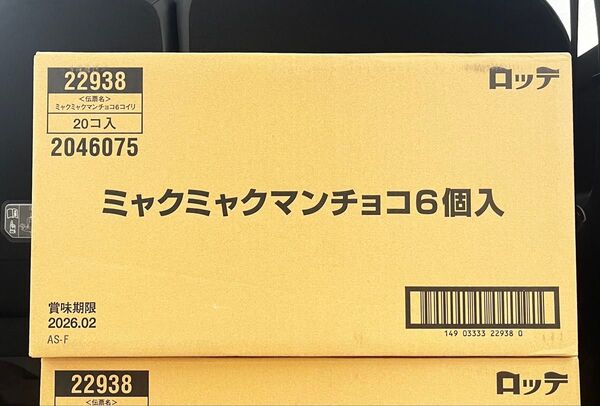 22938
ロッテ
<伝票名>
ミャクミャクマンチョコ6コイリ
20コ入
2046075
ミャクミャクマンチョコ6個入
賞味期限
2026.02
AS-F
149 03333 22938 0
22938
ロッテ
<伝票名>